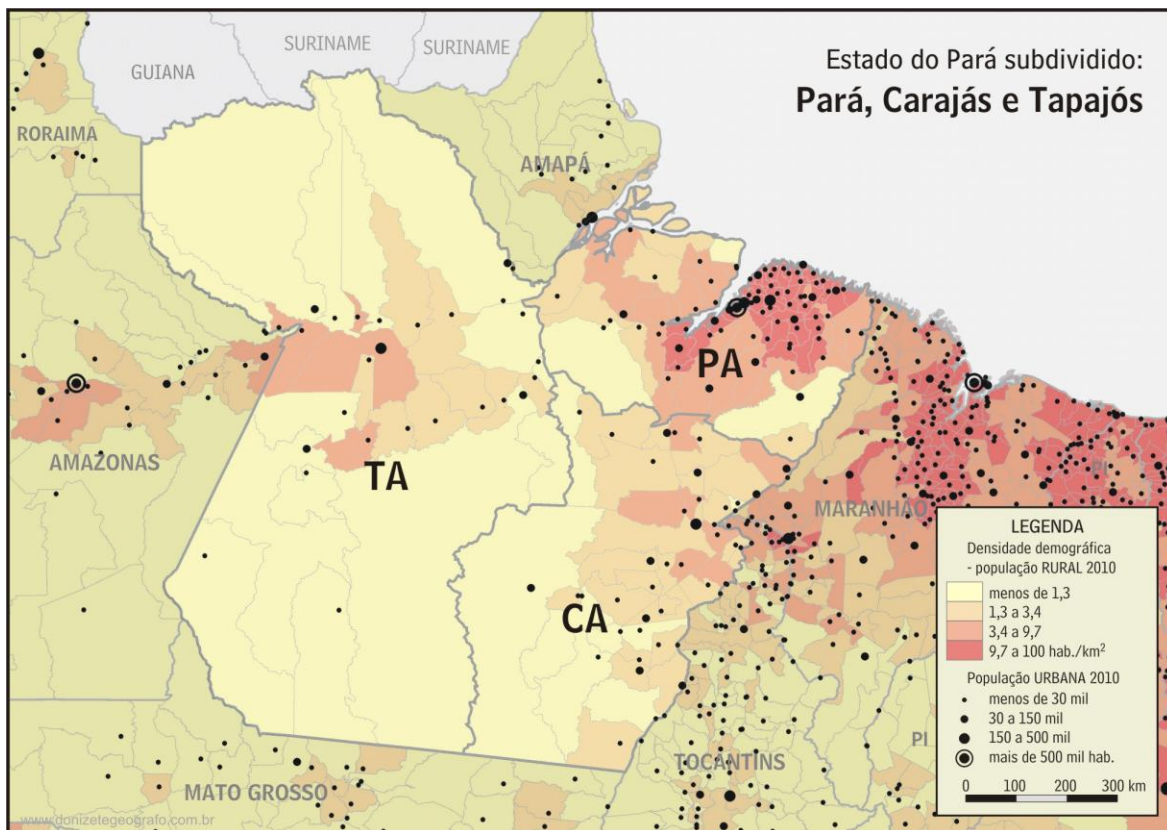 Estado do Pará subdividido:
Pará, Carajás e Tapajós
SURINAME
SURINAME
GUIANA
RORAIMA
AMAPÁ
PA
AMAZONAS
TA
MARANHÃO
PI
CA
TOCANTINS
PI
MATO GROSSO
LEGENDA
Densidade demográfica
- população RURAL 2010
menos de 1,3
1,3 a 3,4
3,4 a 9,7
9,7 a 100 hab./km²
População URBANA 2010
menos de 30 mil
30 a 150 mil
150 a 500 mil
mais de 500 mil hab.
0 100 200 300 km
www.donizetegeografo.com.br